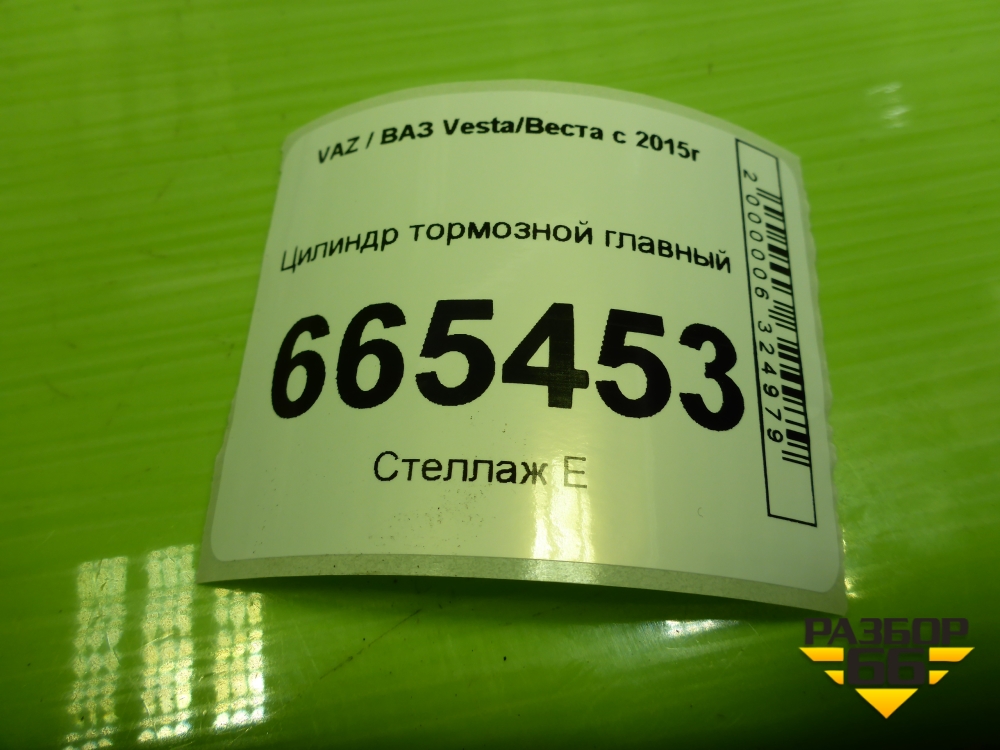 VAZ / ВАЗ Vesta/Веста с 2015г
Цилиндр тормозной главный
665453
Стеллаж Е
2000006324979
РАЗБОР
66